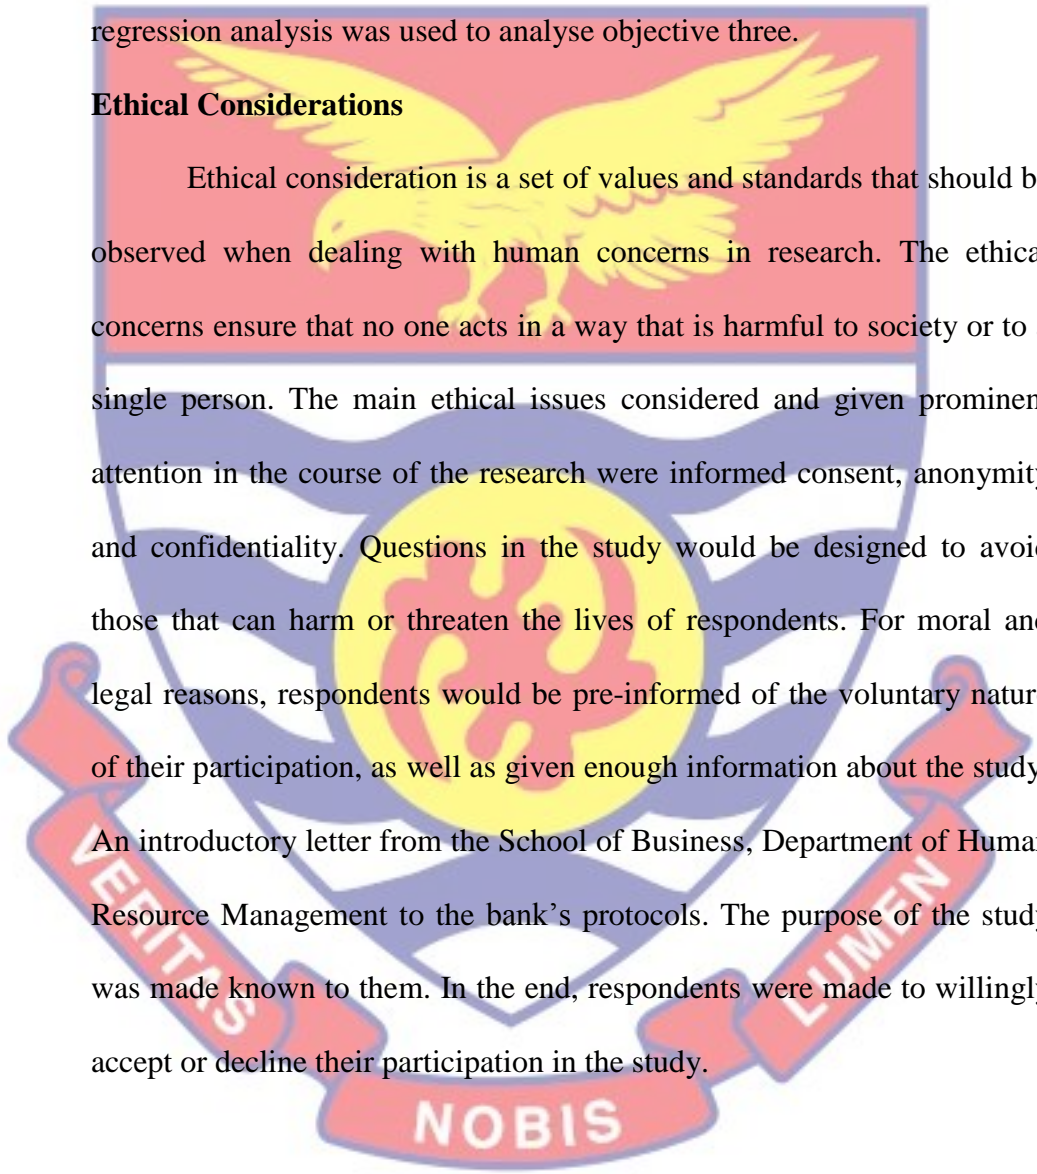 regression analysis was used to analyse objective three.
Ethical Considerations
Ethical consideration is a set of values and standards that should b
observed when dealing with human concerns in research. The ethica
concerns ensure that no one acts in a way that is harmful to society or to
single person. The main ethical issues considered and given prominen
attention in the course of the research were informed consent, anonymity
and confidentiality. Questions in the study would be designed to avoid
those that can harm or threaten the lives of respondents. For moral and
legal reasons, respondents would be pre-informed of the voluntary natur
of their participation, as well as given enough information about the study
An introductory letter from the School of Business, Department of Human
Resource Management to the bank’s protocols. The purpose of the study
was made known to them. In the end, respondents were made to willingly
accept or decline their participation in the study.
VERITAS
NOBIS
LUMEN